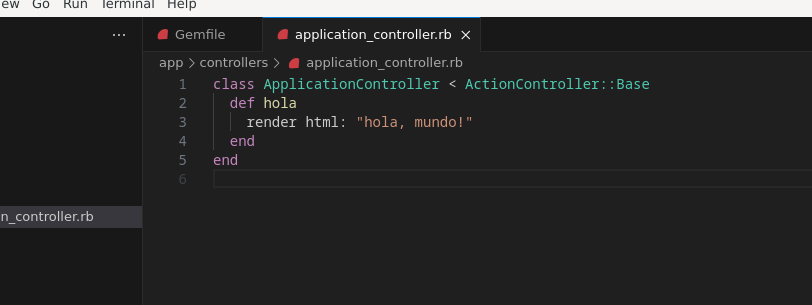 ew Go Run Terminal Help
... Gemfile application_controller.rb ×
app > controllers > application_controller.rb
1 class ApplicationController < ActionController::Base
2 def hola
3 render html: "hola, mundo!"
4 end
5 end
6
n_controller.rb